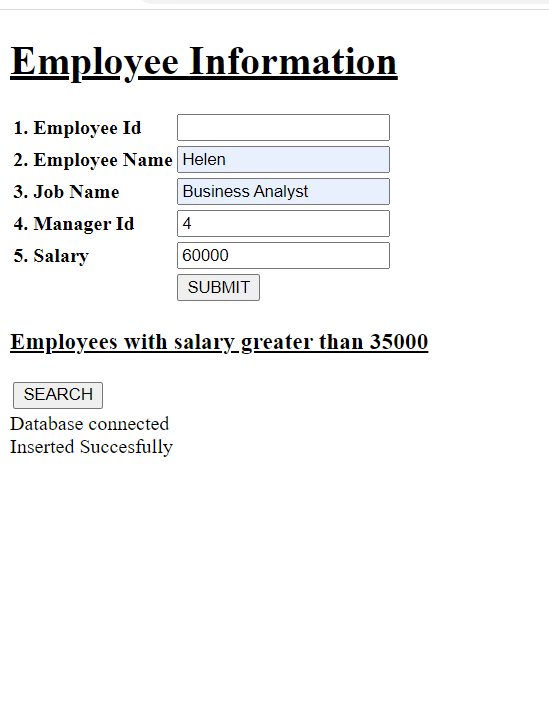 Employee Information
1. Employee Id
2. Employee Name Helen
3. Job Name Business Analyst
4. Manager Id 4
5. Salary 60000
SUBMIT
Employees with salary greater than 35000
SEARCH
Database connected
Inserted Succesfully